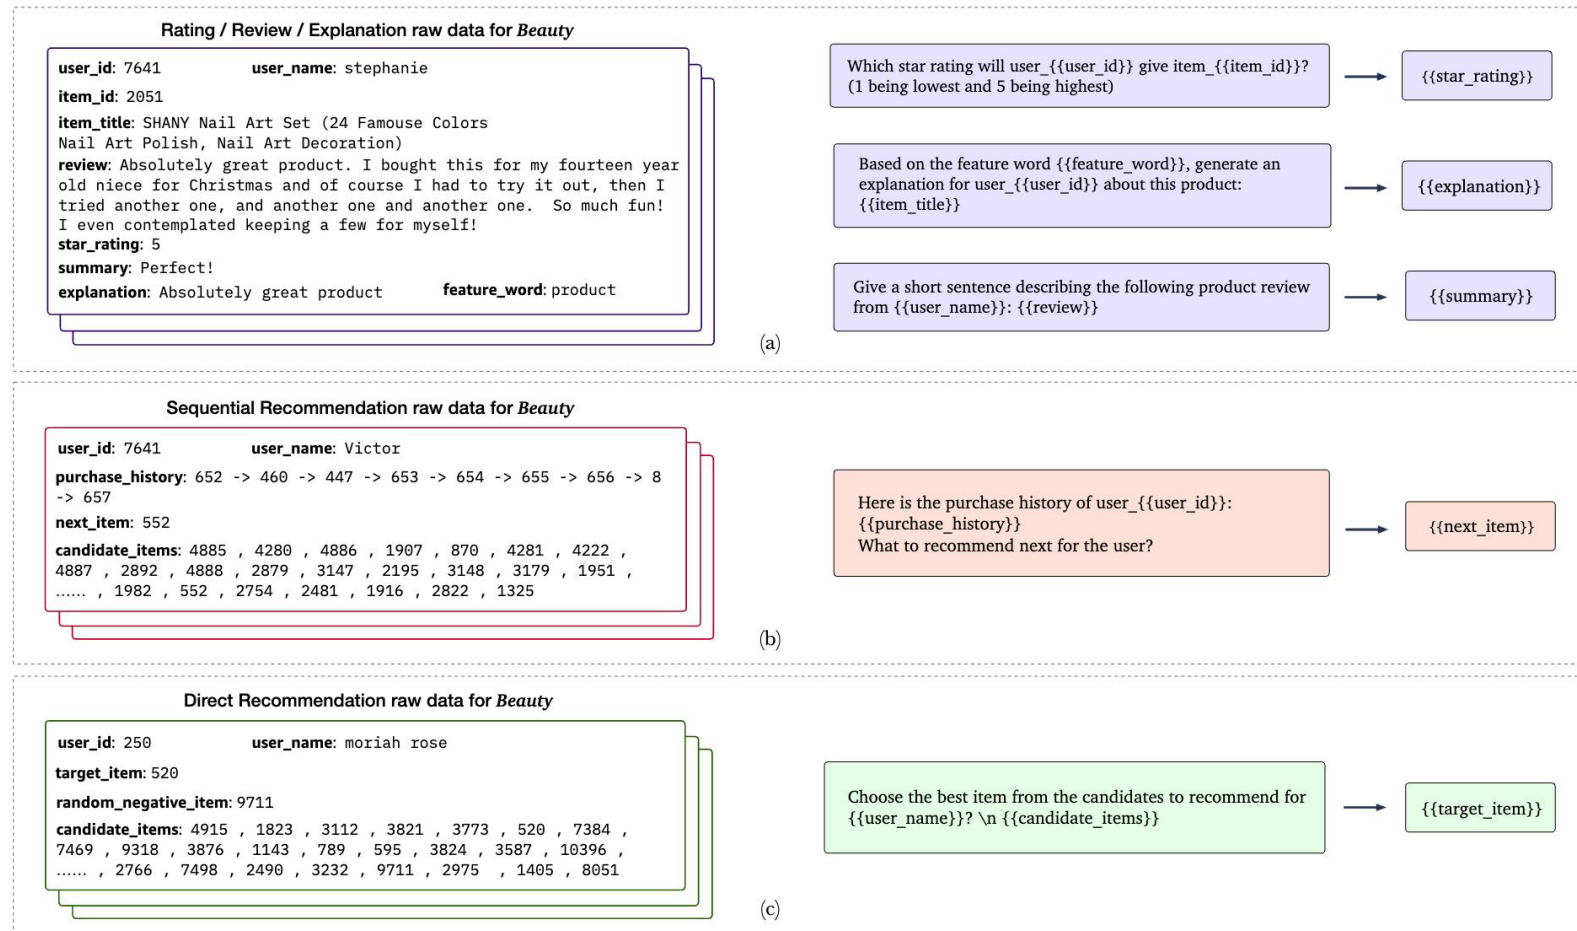 Rating / Review / Explanation raw data for Beauty
user_id: 7641 user_name: stephanie
item_id: 2051
item_title: SHANY Nail Art Set (24 Famouse Colors
Nail Art Polish, Nail Art Decoration)
review: Absolutely great product. I bought this for my fourteen year
old niece for Christmas and of course I had to try it out, then I
tried another one, and another one and another one. So much fun!
I even contemplated keeping a few for myself!
star_rating: 5
summary: Perfect!
explanation: Absolutely great product feature_word: product
Which star rating will user_{{user_id}} give item_{{item_id}}?
(1 being lowest and 5 being highest)
{{star_rating}}
Based on the feature word {{feature_word}}, generate an
explanation for user_{{user_id}} about this product:
{{item_title}}
{{explanation}}
Give a short sentence describing the following product review
from {{user_name}}: {{review}}
{{summary}}
(a)
Sequential Recommendation raw data for Beauty
user_id: 7641 user_name: Victor
purchase_history: 652 -> 460 -> 447 -> 653 -> 654 -> 655 -> 656 -> 8
-> 657
next_item: 552
candidate_items: 4885 , 4280 , 4886 , 1907 , 870 , 4281 , 4222 ,
4887 , 2892 , 4888 , 2879 , 3147 , 2195 , 3148 , 3179 , 1951 ,
...... , 1982 , 552 , 2754 , 2481 , 1916 , 2822 , 1325
Here is the purchase history of user_{{user_id}}:
{{purchase_history}}
What to recommend next for the user?
{{next_item}}
(b)
Direct Recommendation raw data for Beauty
user_id: 250 user_name: moriah rose
target_item: 520
random_negative_item: 9711
candidate_items: 4915 , 1823 , 3112 , 3821 , 3773 , 520 , 7384 ,
7469 , 9318 , 3876 , 1143 , 789 , 595 , 3824 , 3587 , 10396 ,
...... , 2766 , 7498 , 2490 , 3232 , 9711 , 2975 , 1405 , 8051
Choose the best item from the candidates to recommend for
{{user_name}}? \n {{candidate_items}}
{{target_item}}
(c)